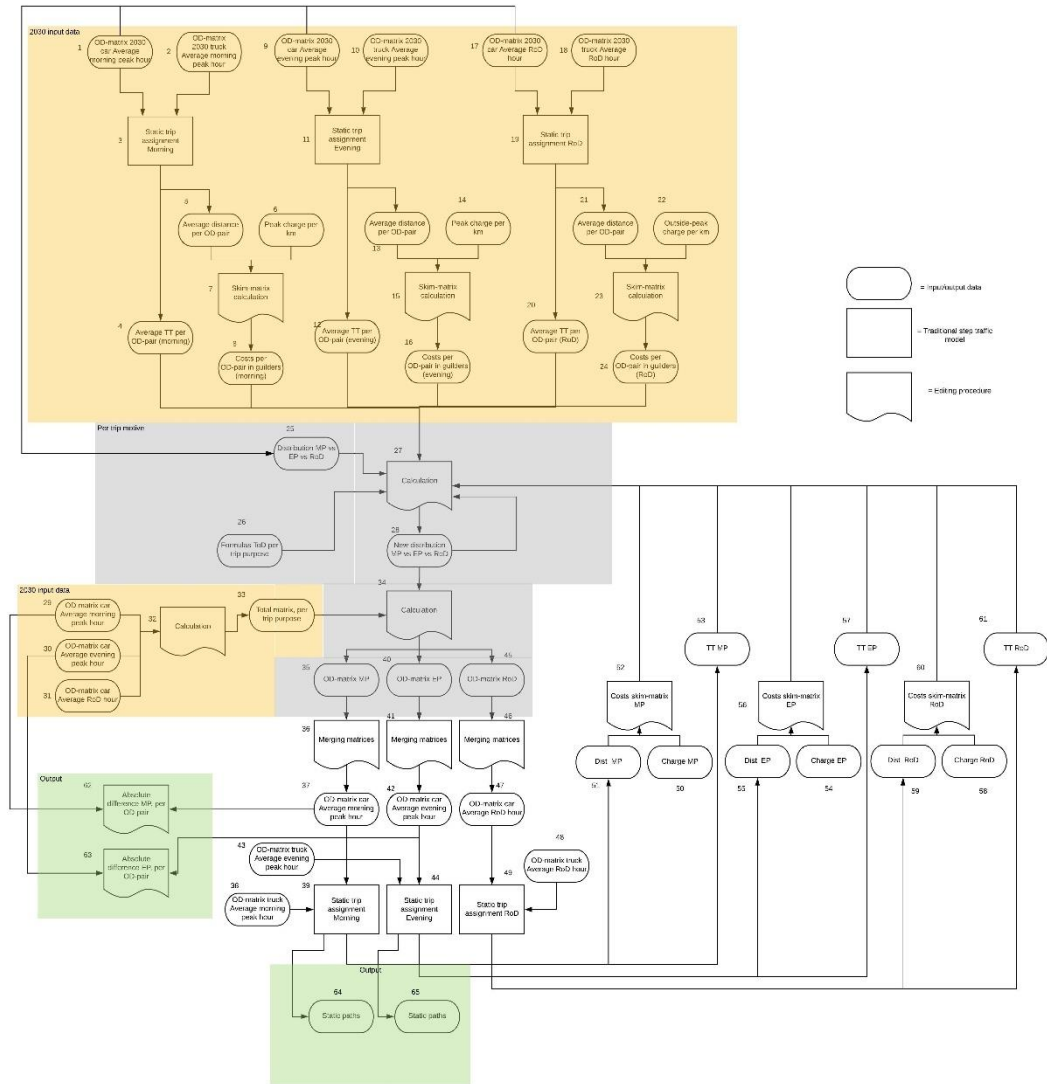 2030 input data
1
OD-matrix 2030
car Average
morning peak hour
2
OD-matrix
2030 truck
Average morning
peak hour
9
OD-matrix 2030
car Average
evening peak hour
10
OD-matrix 2030
truck Average
evening peak hour
17
OD-matrix 2030
car Average RoD
hour
18
OD-matrix 2030
truck Average
RoD hour
3
Static trip
assignment
Morning
11
Static trip
assignment
Evening
19
Static trip
assignment RoD
5
Average distance
per OD-pair
6
Peak charge per
km
13
Average distance
per OD-pair
14
Peak charge per
km
21
Average distance
per OD-pair
22
Outside-peak
charge per km
7
Skim-matrix
calculation
15
Skim-matrix
calculation
23
Skim-matrix
calculation
4
Average TT per
OD-pair (morning)
8
Costs per
OD-pair in guilders
(morning)
12
Average TT per
OD-pair (evening)
16
Costs per
OD-pair in guilders
(evening)
20
Average TT per
OD-pair (RoD)
24
Costs per
OD-pair in guilders
(RoD)
= Input/output data
= Traditional step traffic
model
= Editing procedure
Per trip motive
25
Distribution MP vs
EP vs RoD
27
Calculation
26
Formulas ToD per
trip purpose
28
New distribution
MP vs EP vs RoD
34
Calculation
2030 input data
29
OD matrix car
Average morning
peak hour
30
OD-matrix car
Average evening
peak hour
31
OD-matrix car
Average RoD hour
32
Calculation
33
Total matrix, per
trip purpose
35
OD-matrix MP
40
OD-matrix EP
45
OD-matrix RoD
36
Merging matrices
41
Merging matrices
46
Merging matrices
37
OD matrix car
Average morning
peak hour
42
OD matrix car
Average evening
peak hour
47
OD-matrix car
Average RoD hour
Output
62
Absolute
difference MP, per
OD pair
63
Absolute
difference EP, per
OD-pair
43
OD-matrix truck
Average evening
peak hour
38
OD-matrix truck
Average morning
peak hour
48
OD-matrix truck
Average RoD hour
39
Static trip
assignment
Morning
44
Static trip
assignment
Evening
49
Static trip
assignment RoD
Output
64
Static paths
65
Static paths
53
TT MP
57
TT EP
61
TT RoD
52
Costs skim-matrix
MP
56
Costs skim-matrix
EP
60
Costs skim-matrix
RoD
Dist MP
51
Charge MP
50
Dist EP
55
Charge EP
54
Dist RoD
59
Charge RoD
58